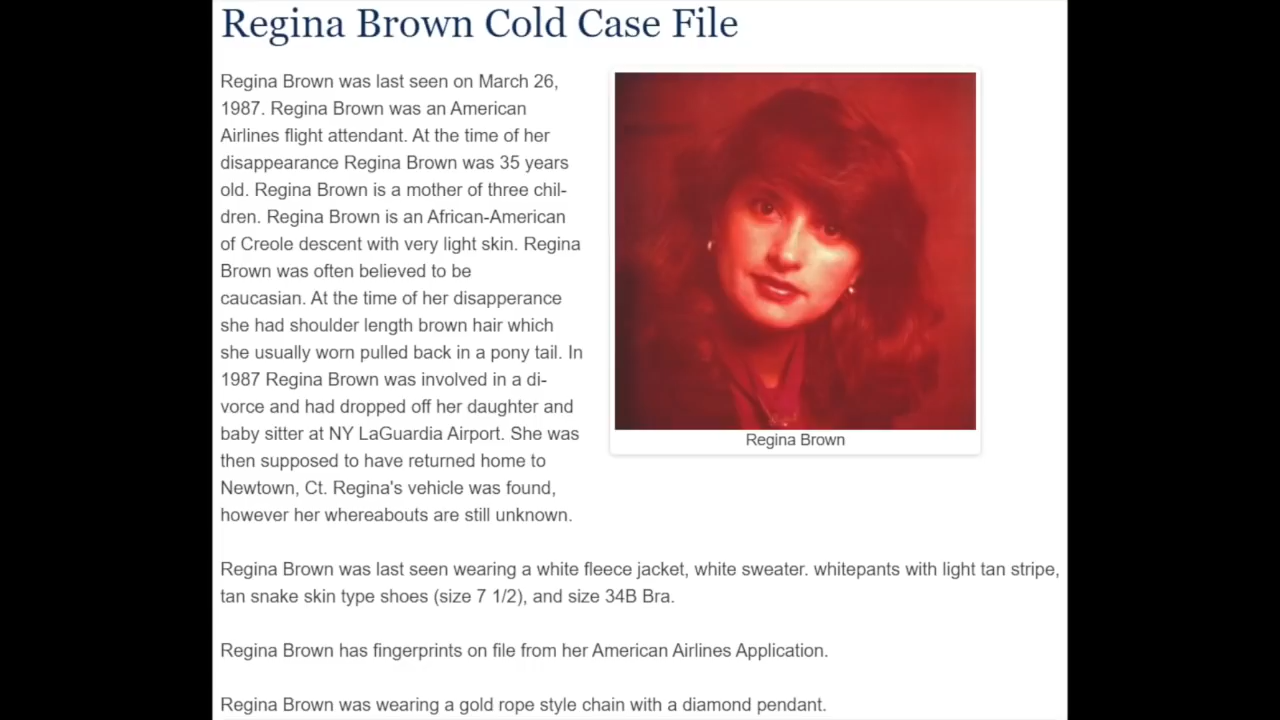 Regina Brown Cold Case File
Regina Brown was last seen on March 26,
1987. Regina Brown was an American
Airlines flight attendant. At the time of her
disappearance Regina Brown was 35 years
old. Regina Brown is a mother of three chil-
dren. Regina Brown is an African-American
of Creole descent with very light skin. Regina
Brown was often believed to be
caucasian. At the time of her disapperance
she had shoulder length brown hair which
she usually worn pulled back in a pony tail. In
1987 Regina Brown was involved in a di-
vorce and had dropped off her daughter and
baby sitter at NY LaGuardia Airport. She was
then supposed to have returned home to
Newtown, Ct. Regina's vehicle was found,
however her whereabouts are still unknown.
Regina Brown
Regina Brown was last seen wearing a white fleece jacket, white sweater. whitepants with light tan stripe,
tan snake skin type shoes (size 7 1/2), and size 34B Bra.
Regina Brown has fingerprints on file from her American Airlines Application.
Regina Brown was wearing a gold rope style chain with a diamond pendant.